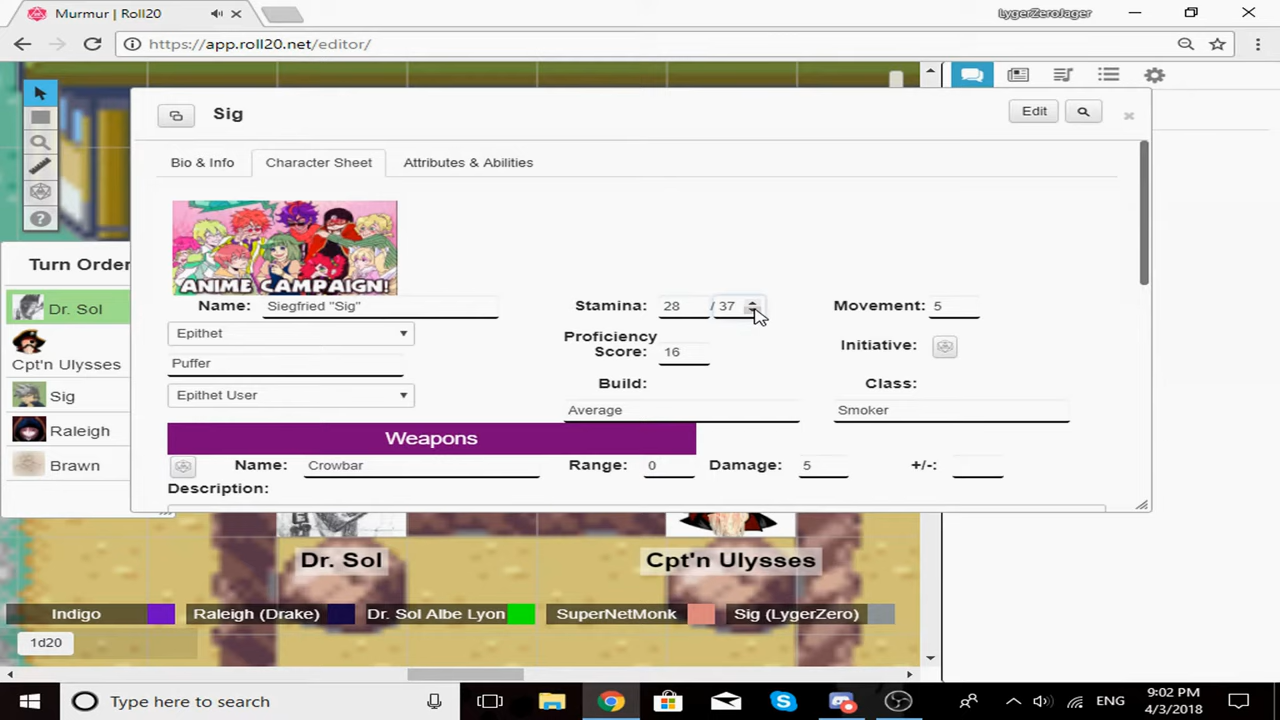 Murmur | Roll20
LygerZeroJager
https://app.roll20.net/editor/
Sig
Edit
Bio & Info
Character Sheet
Attributes & Abilities
ANIME CAMPAIGN!
Name: Siegfried "Sig"
Stamina: 28 / 37
Movement: 5
Epithet
Proficiency
Score: 16
Initiative:
Puffer
Build:
Class:
Epithet User
Average
Smoker
Weapons
Name: Crowbar
Range: 0
Damage: 5
+/-:
Description:
Turn Order
Dr. Sol
Cpt'n Ulysses
Sig
Raleigh
Brawn
?
Dr. Sol
Cpt'n Ulysses
Indigo
Raleigh (Drake)
Dr. Sol Albe Lyon
SuperNetMonk
Sig (LygerZero)
1d20
Type here to search
ENG
9:02 PM
4/3/2018